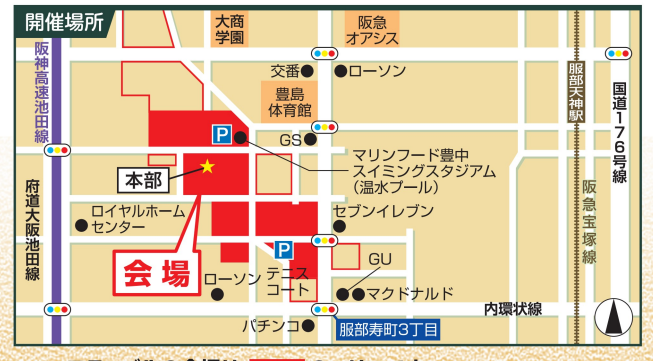 開催場所
大商
学園
阪急
オアシス
交番
ローソン
豊島
体育館
GS
阪神高速池田線
服部天神駅
国道176号線
P
マリンフード豊中
スイミングスタジアム
(温水プール)
本部
府道大阪池田線
ロイヤルホーム
センター
セブンイレブン
阪急宝塚線
会場
P
GU
ローソン
テニス
コート
マクドナルド
内環状線
パチンコ
服部寿町3丁目